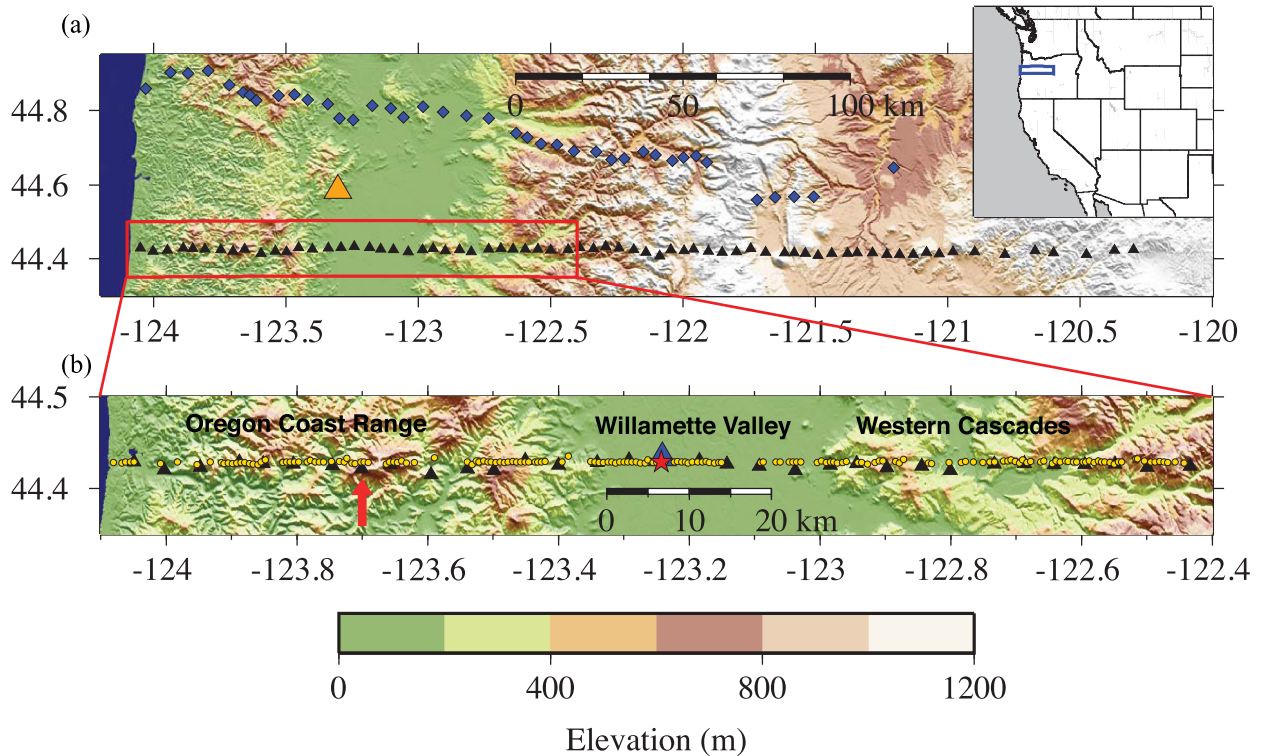 (a)
44.8
44.6
44.4
0 50 100 km
-124 -123.5 -123 -122.5 -122 -121.5 -121 -120.5 -120
(b)
44.5
44.4
Oregon Coast Range Willamette Valley Western Cascades
0 10 20 km
-124 -123.8 -123.6 -123.4 -123.2 -123 -122.8 -122.6 -122.4
0 400 800 1200
Elevation (m)